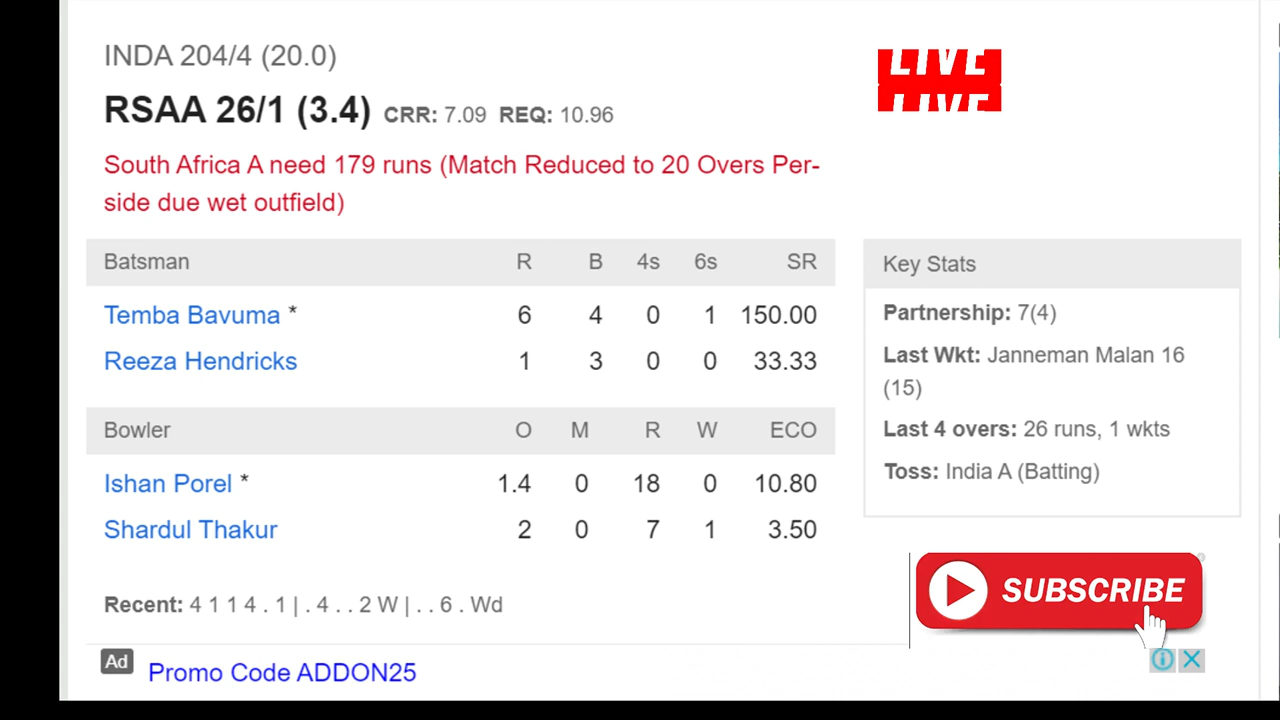 INDA 204/4 (20.0)
RSAA 26/1 (3.4) CRR: 7.09 REQ: 10.96
LIVE
South Africa A need 179 runs (Match Reduced to 20 Overs Per-
side due wet outfield)
Batsman R B 4s 6s SR
Temba Bavuma * 6 4 0 1 150.00
Reeza Hendricks 1 3 0 0 33.33
Bowler O M R W ECO
Ishan Porel * 1.4 0 18 0 10.80
Shardul Thakur 2 0 7 1 3.50
Recent: 4 1 1 4 . 1 | . 4 . . 2 W | . . 6 . Wd
Key Stats
Partnership: 7(4)
Last Wkt: Janneman Malan 16
(15)
Last 4 overs: 26 runs, 1 wkts
Toss: India A (Batting)
SUBSCRIBE
Ad Promo Code ADDON25